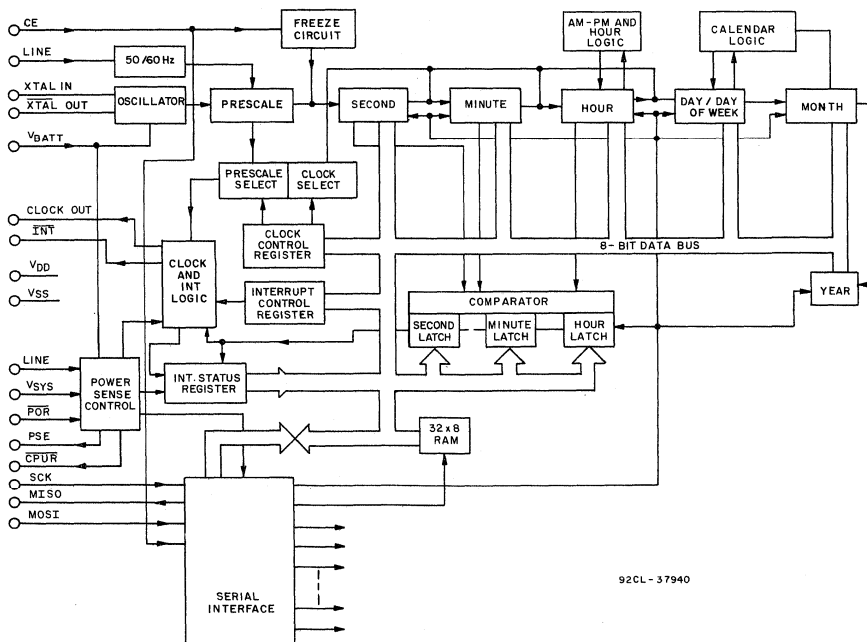 CE
FREEZE
CIRCUIT
AM-PM AND
HOUR
LOGIC
CALENDAR
LOGIC
LINE
50/60 Hz
XTAL IN
XTAL OUT
OSCILLATOR
PRESCALE
SECOND
MINUTE
HOUR
DAY / DAY
OF WEEK
MONTH
VBATT
PRESCALE
SELECT
CLOCK
SELECT
CLOCK OUT
INT
CLOCK
CONTROL
REGISTER
8-BIT DATA BUS
CLOCK
AND
INT
LOGIC
VDD
VSS
INTERRUPT
CONTROL
REGISTER
COMPARATOR
YEAR
SECOND
LATCH
MINUTE
LATCH
HOUR
LATCH
LINE
VSYS
POR
PSE
CPUR
POWER
SENSE
CONTROL
INT. STATUS
REGISTER
32 x 8
RAM
SCK
MISO
MOSI
SERIAL
INTERFACE
92CL-37940